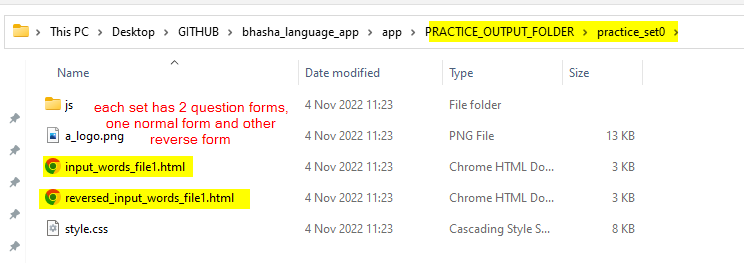 This PC > Desktop > GITHUB > bhasha_language_app > app > PRACTICE_OUTPUT_FOLDER > practice_set0 >
Name Date modified Type Size
js 4 Nov 2022 11:23 File folder
each set has 2 question forms,
one normal form and other
reverse form
a_logo.png 4 Nov 2022 11:23 PNG File 13 KB
input_words_file1.html 4 Nov 2022 11:23 Chrome HTML Do... 3 KB
reversed_input_words_file1.html 4 Nov 2022 11:23 Chrome HTML Do... 3 KB
style.css 4 Nov 2022 11:23 Cascading Style S... 8 KB